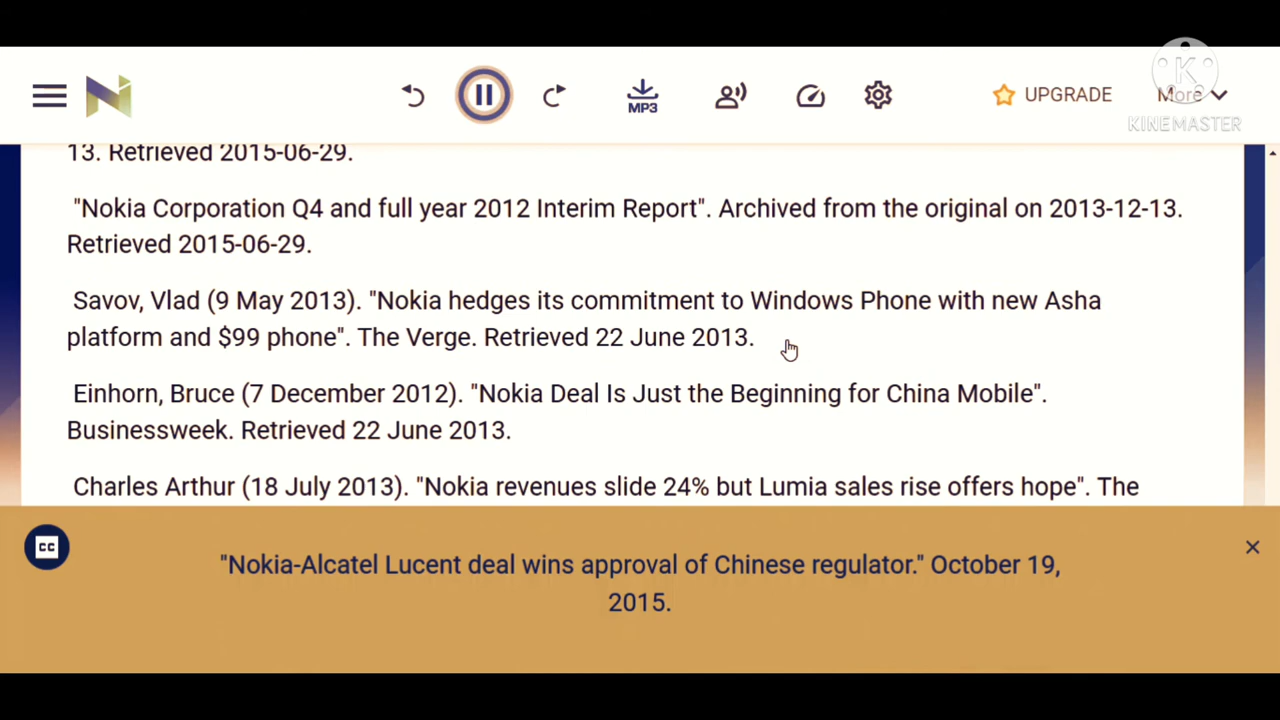 MP3
UPGRADE
More
K
KINEMASTER
13. Retrieved 2015-06-29.
"Nokia Corporation Q4 and full year 2012 Interim Report". Archived from the original on 2013-12-13.
Retrieved 2015-06-29.
Savov, Vlad (9 May 2013). "Nokia hedges its commitment to Windows Phone with new Asha
platform and $99 phone". The Verge. Retrieved 22 June 2013.
Einhorn, Bruce (7 December 2012). "Nokia Deal Is Just the Beginning for China Mobile".
Businessweek. Retrieved 22 June 2013.
Charles Arthur (18 July 2013). "Nokia revenues slide 24% but Lumia sales rise offers hope". The
CC
"Nokia-Alcatel Lucent deal wins approval of Chinese regulator." October 19,
2015.